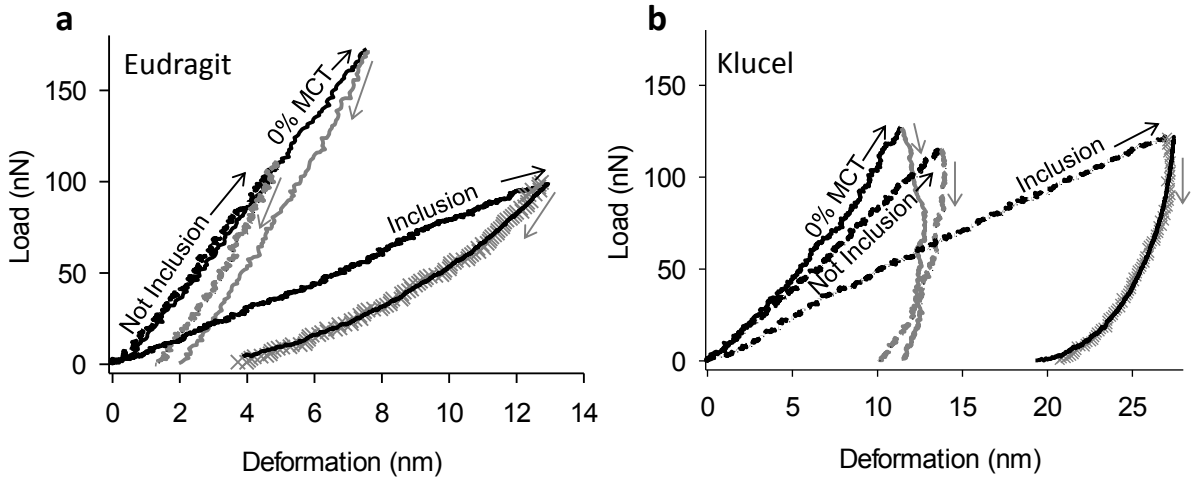 a
Eudragit
150
100
50
0
Load (nN)
0% MCT
Not Inclusion
Inclusion
0 2 4 6 8 10 12 14
Deformation (nm)
b
Klucel
150
100
50
0
Load (nN)
0% MCT
Not Inclusion
Inclusion
0 5 10 15 20 25
Deformation (nm)